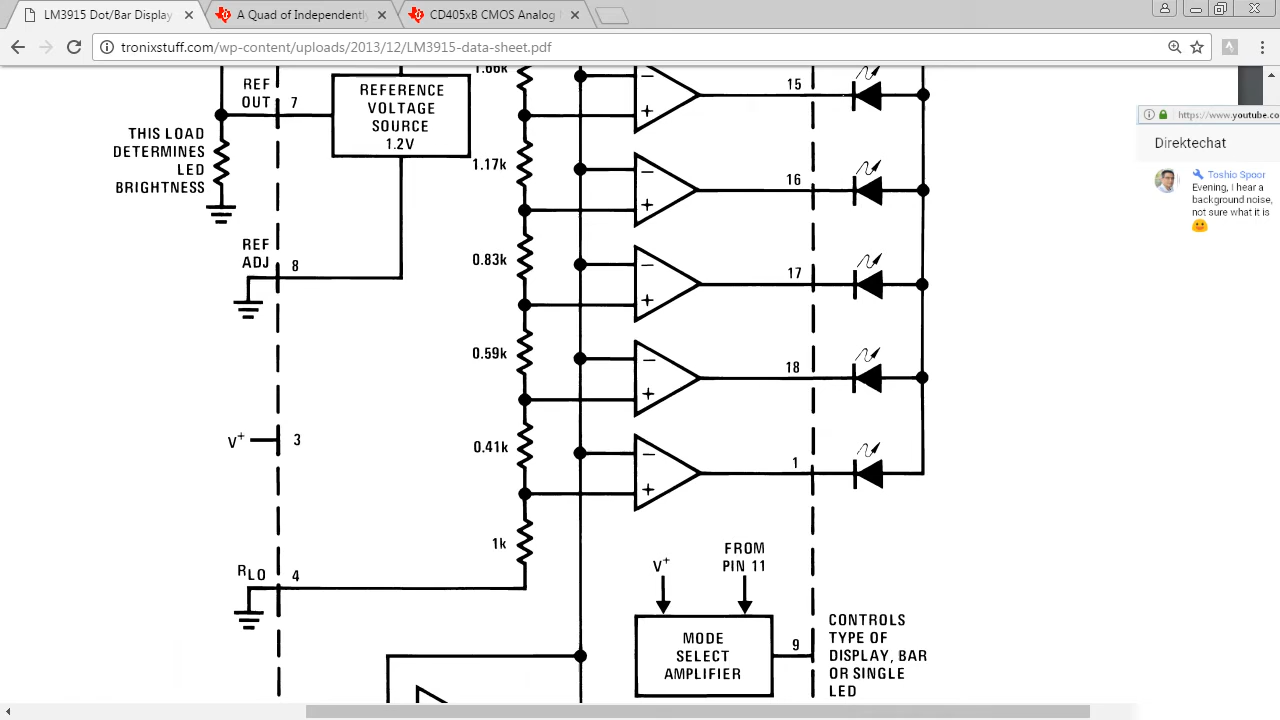 LM3915 Dot/Bar Display
A Quad of Independently
CD405xB CMOS Analog
tronixstuff.com/wp-content/uploads/2013/12/LM3915-data-sheet.pdf
REF
OUT
7
REFERENCE
VOLTAGE
SOURCE
1.2V
THIS LOAD
DETERMINES
LED
BRIGHTNESS
REF
ADJ
8
V+
3
RLO
4
1.66k
1.17k
0.83k
0.59k
0.41k
1k
−
+
15
−
+
16
−
+
17
−
+
18
−
+
1
V+
FROM
PIN 11
MODE
SELECT
AMPLIFIER
9
CONTROLS
TYPE OF
DISPLAY, BAR
OR SINGLE
LED
https://www.youtube.co
Direktechat
Toshio Spoor
Evening, I hear a
background noise,
not sure what it is